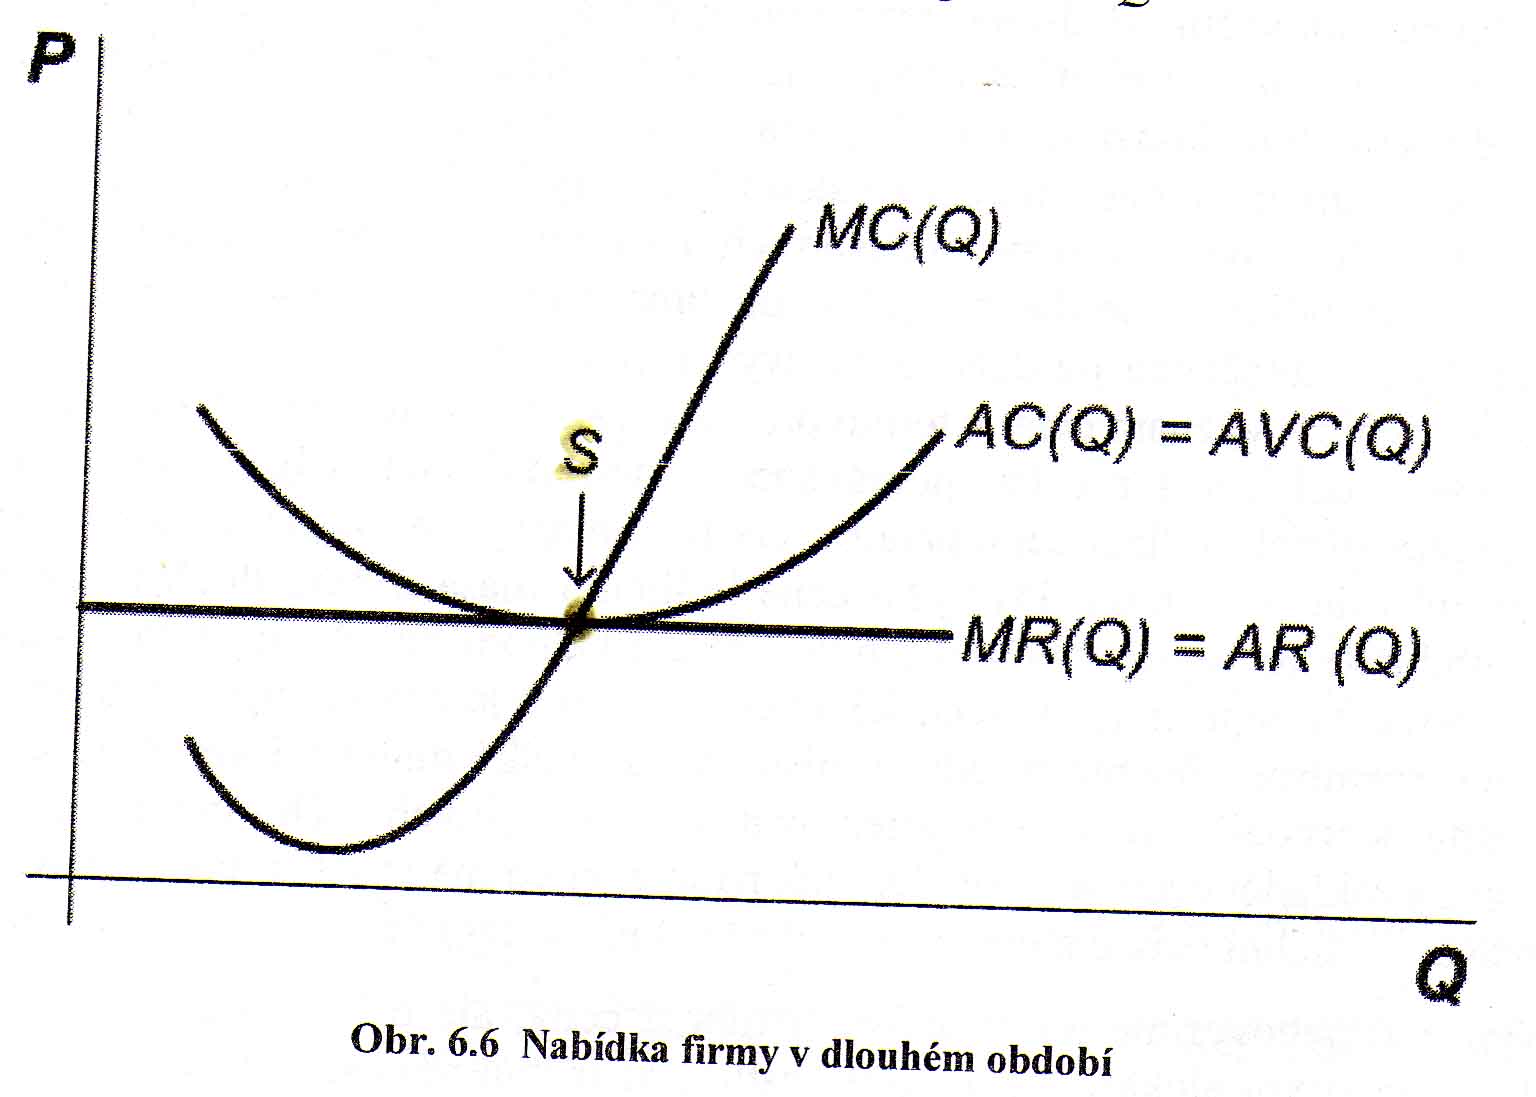 P
MC(Q)
S
AC(Q) = AVC(Q)
MR(Q) = AR (Q)
Q
Obr. 6.6 Nabídka firmy v dlouhém období